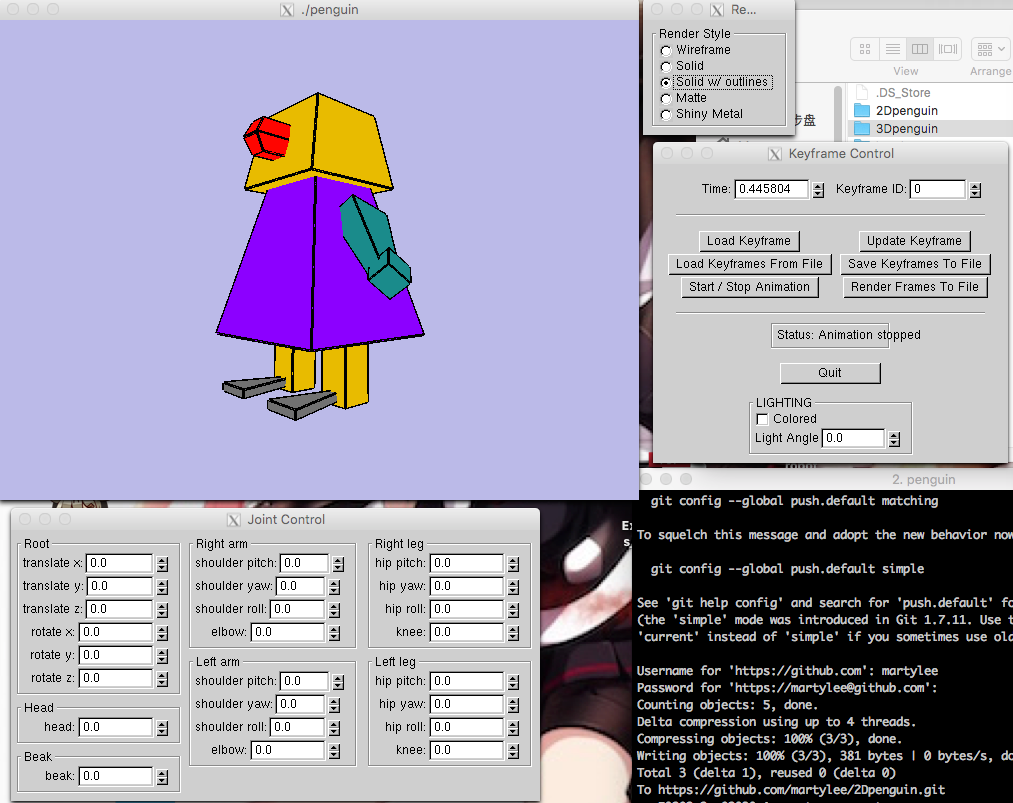 ./penguin
Re...
Render Style
Wireframe
Solid
Solid w/ outlines
Matte
Shiny Metal
View
Arrange
.DS_Store
2Dpenguin
3Dpenguin
步盘
Keyframe Control
Time: 0.445804 Keyframe ID: 0
Load Keyframe Update Keyframe
Load Keyframes From File Save Keyframes To File
Start / Stop Animation Render Frames To File
Status: Animation stopped
Quit
LIGHTING
Colored
Light Angle 0.0
Joint Control
Root
translate x: 0.0
translate y: 0.0
translate z: 0.0
rotate x: 0.0
rotate y: 0.0
rotate z: 0.0
Head
head: 0.0
Beak
beak: 0.0
Right arm
shoulder pitch: 0.0
shoulder yaw: 0.0
shoulder roll: 0.0
elbow: 0.0
Left arm
shoulder pitch: 0.0
shoulder yaw: 0.0
shoulder roll: 0.0
elbow: 0.0
Right leg
hip pitch: 0.0
hip yaw: 0.0
hip roll: 0.0
knee: 0.0
Left leg
hip pitch: 0.0
hip yaw: 0.0
hip roll: 0.0
knee: 0.0
2. penguin
git config --global push.default matching
To squelch this message and adopt the new behavior now
git config --global push.default simple
See 'git help config' and search for 'push.default' fo
(the 'simple' mode was introduced in Git 1.7.11. Use t
'current' instead of 'simple' if you sometimes use old
Username for 'https://github.com': martylee
Password for 'https://martylee@github.com':
Counting objects: 5, done.
Delta compression using up to 4 threads.
Compressing objects: 100% (3/3), done.
Writing objects: 100% (3/3), 381 bytes | 0 bytes/s, do
Total 3 (delta 1), reused 0 (delta 0)
To https://github.com/martylee/2Dpenguin.git